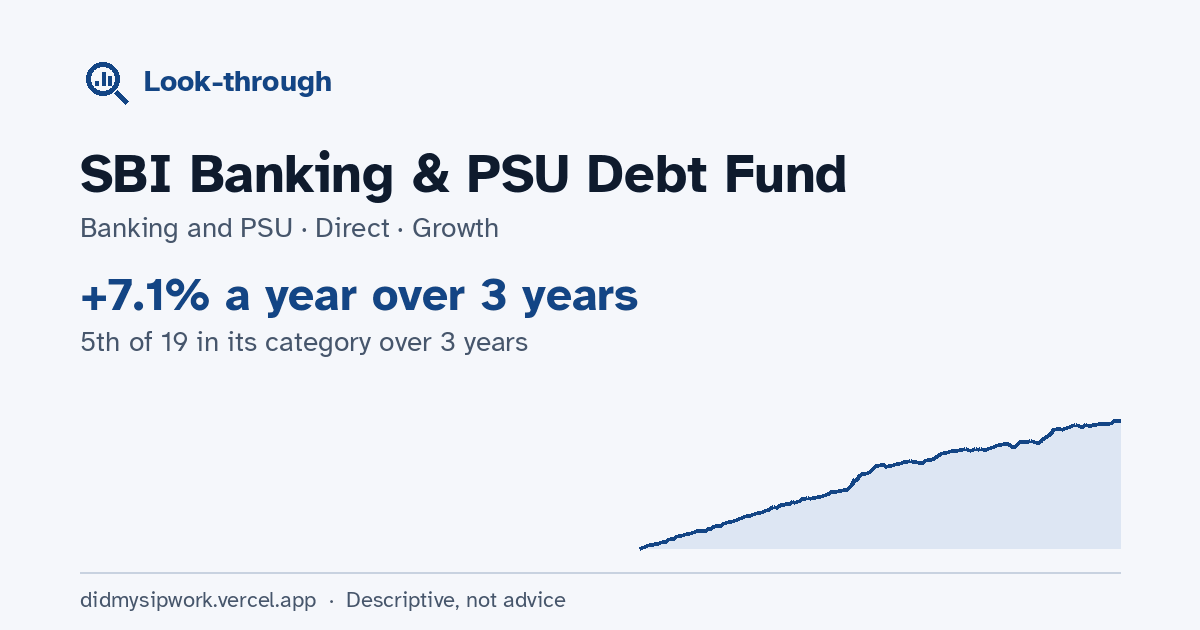 Look-through
SBI Banking & PSU Debt Fund
Banking and PSU · Direct · Growth
+7.1% a year over 3 years
5th of 19 in its category over 3 years
didmysipwork.vercel.app · Descriptive, not advice